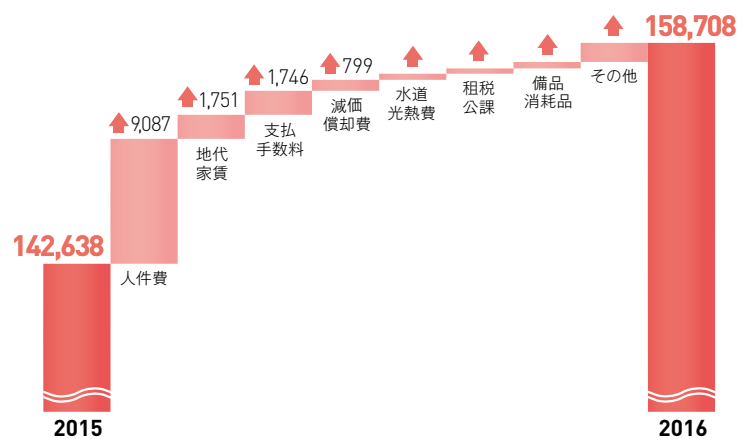 158,708
799
1,746
1,751
9,087
その他
備品
消耗品
租税
公課
水道
光熱費
減価
償却費
支払
手数料
地代
家賃
142,638
人件費
2015
2016